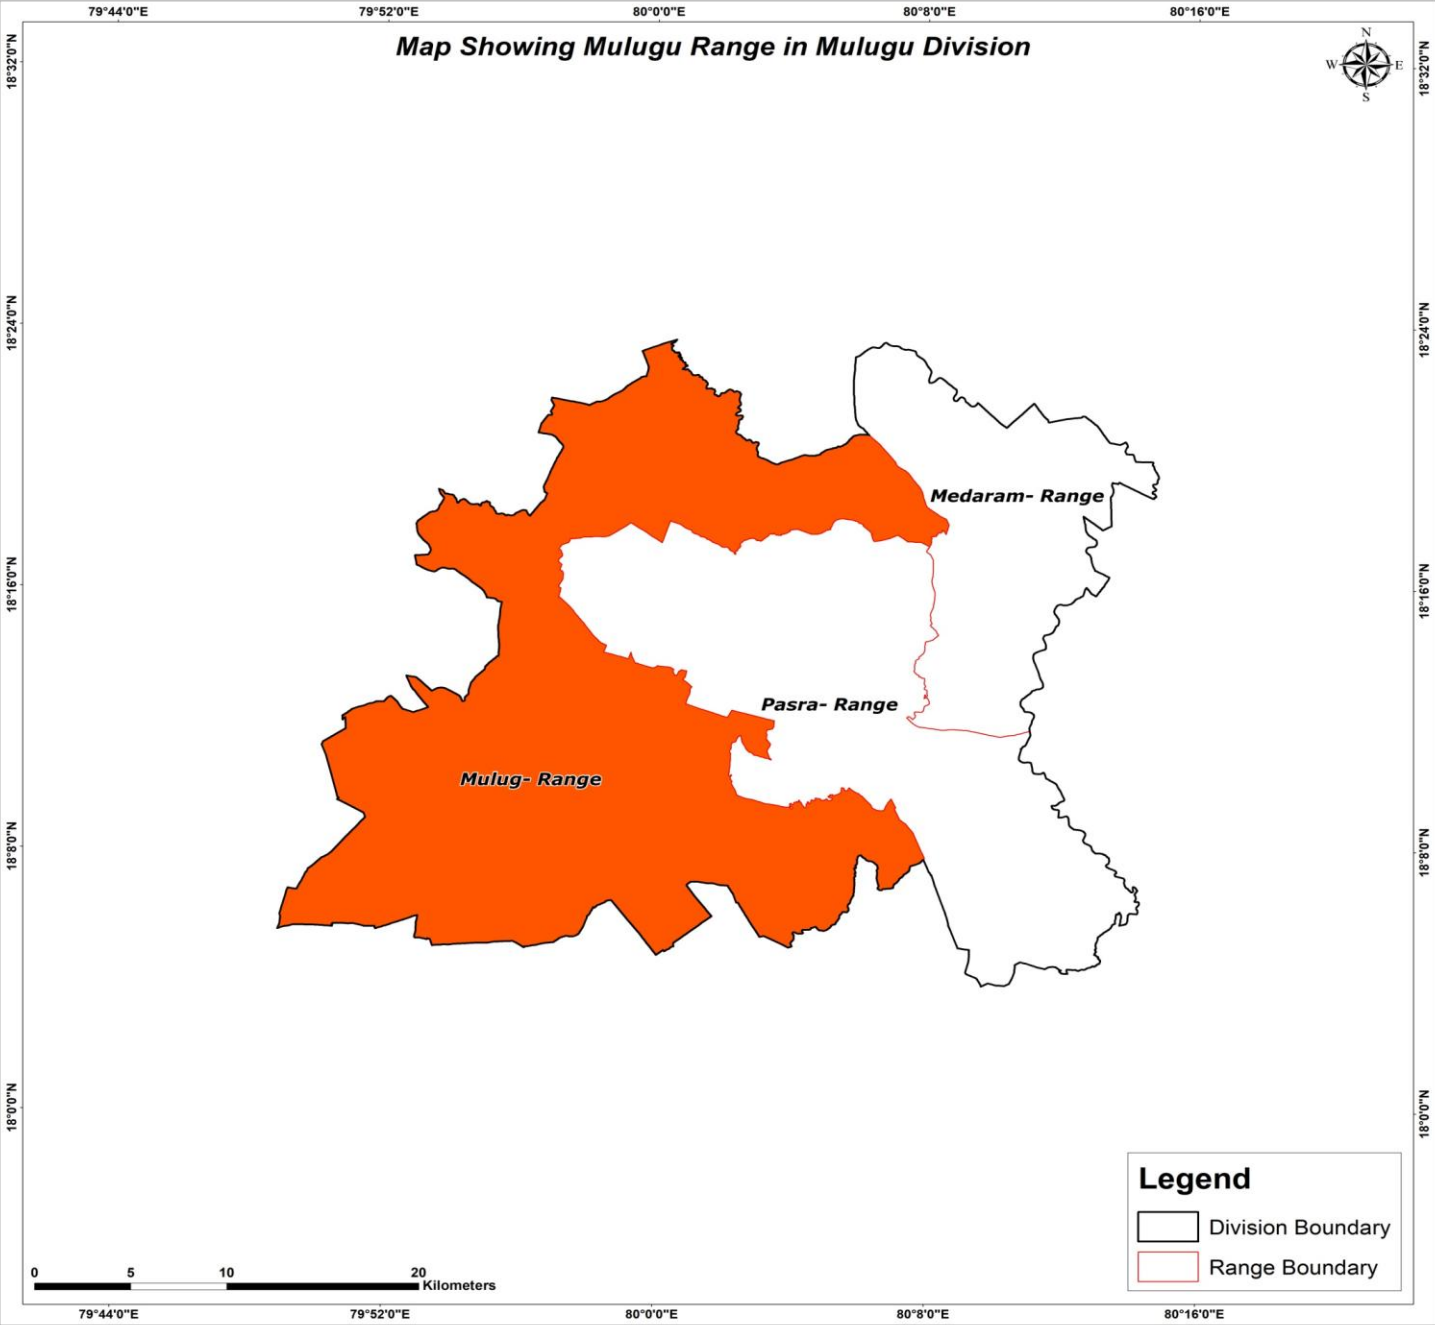 79°44'0"E 79°52'0"E 80°0'0"E 80°8'0"E 80°16'0"E
Map Showing Mulugu Range in Mulugu Division
N
W E
S
18°32'0"N 18°32'0"N
18°24'0"N 18°24'0"N
Medaram- Range
18°16'0"N 18°16'0"N
Pasra- Range
Mulug- Range
18°8'0"N 18°8'0"N
18°0'0"N 18°0'0"N
Legend
Division Boundary
Range Boundary
0 5 10 20
Kilometers
79°44'0"E 79°52'0"E 80°0'0"E 80°8'0"E 80°16'0"E